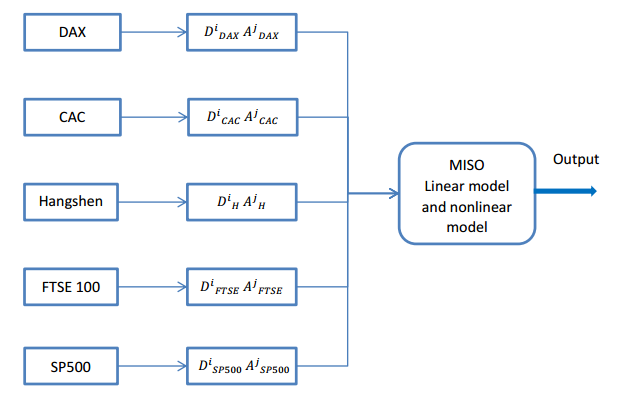 DAX
D^i_DAX A^j_DAX
CAC
D^i_CAC A^j_CAC
Hangshen
D^i_H A^j_H
FTSE 100
D^i_FTSE A^j_FTSE
SP500
D^i_SP500 A^j_SP500
MISO
Linear model
and nonlinear
model
Output